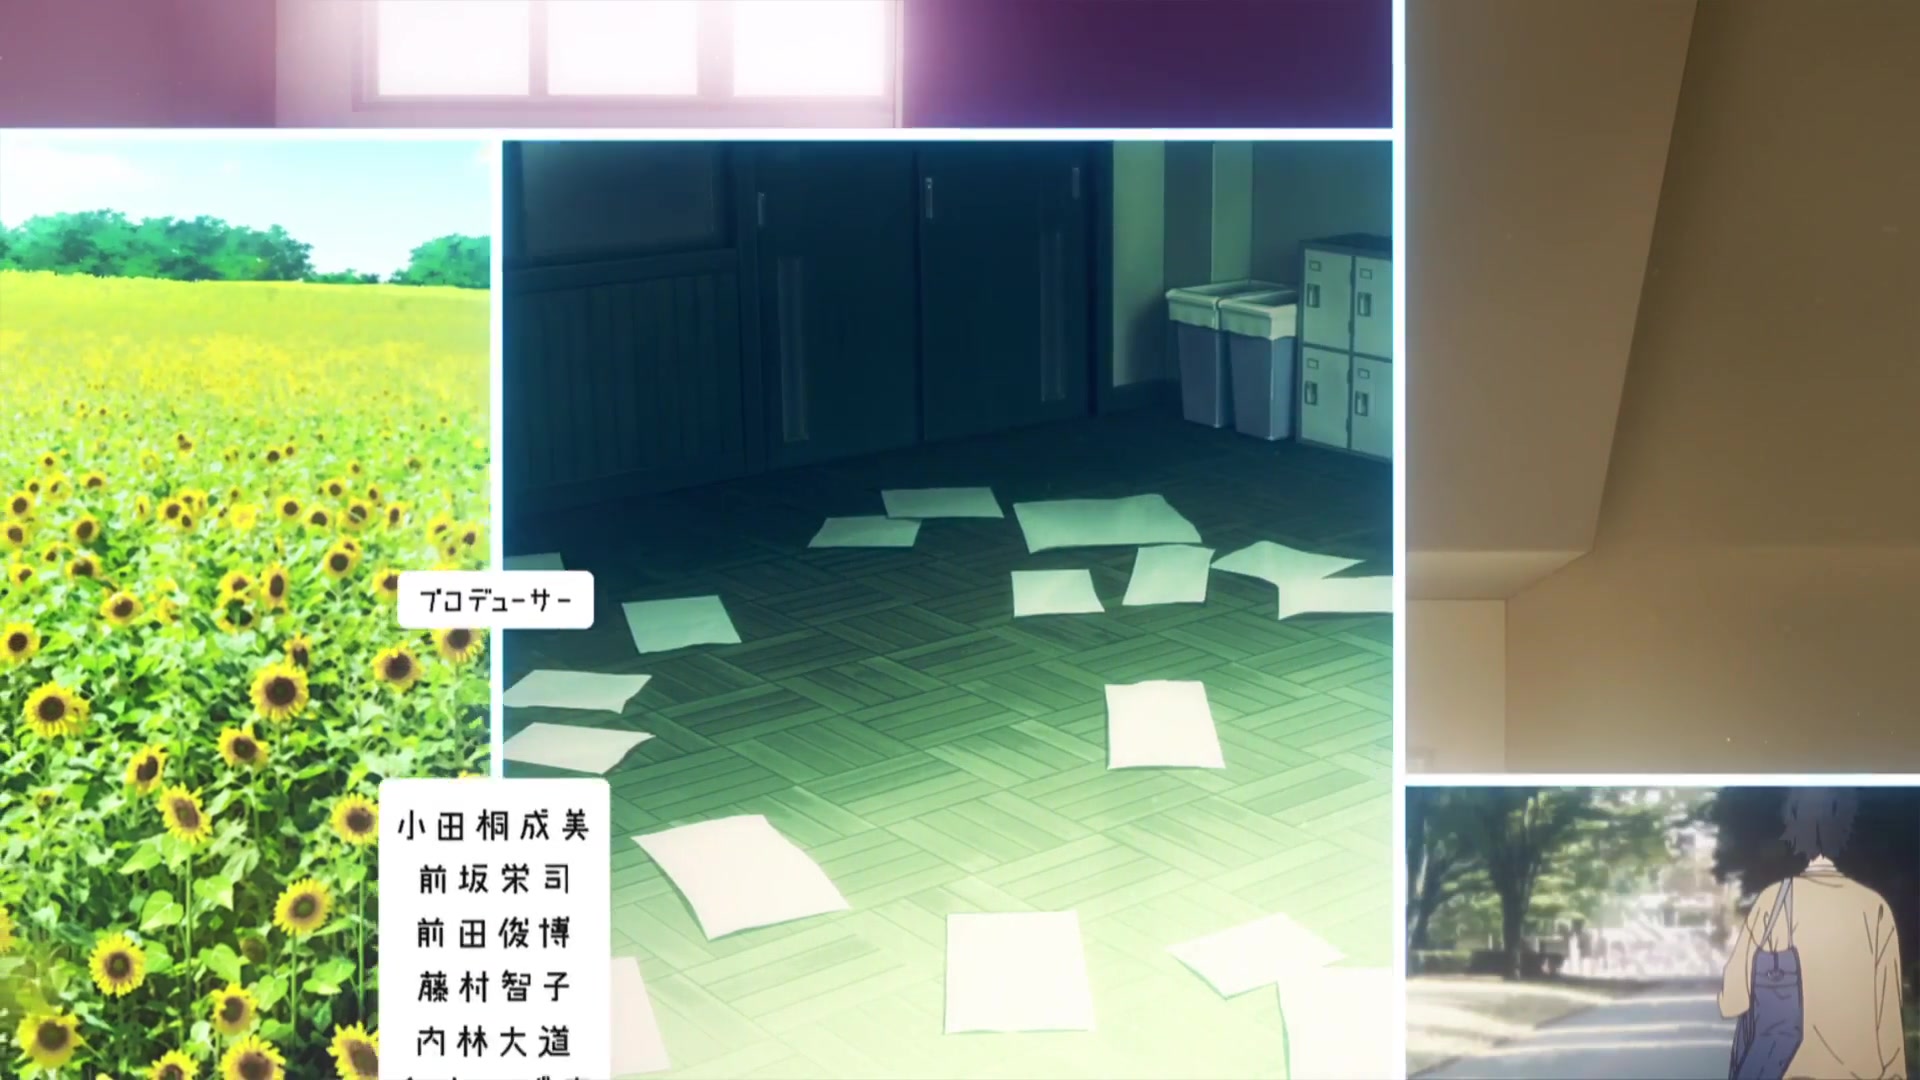 プロデューサー
小田桐成美
前坂栄司
前田俊博
藤村智子
内林大道